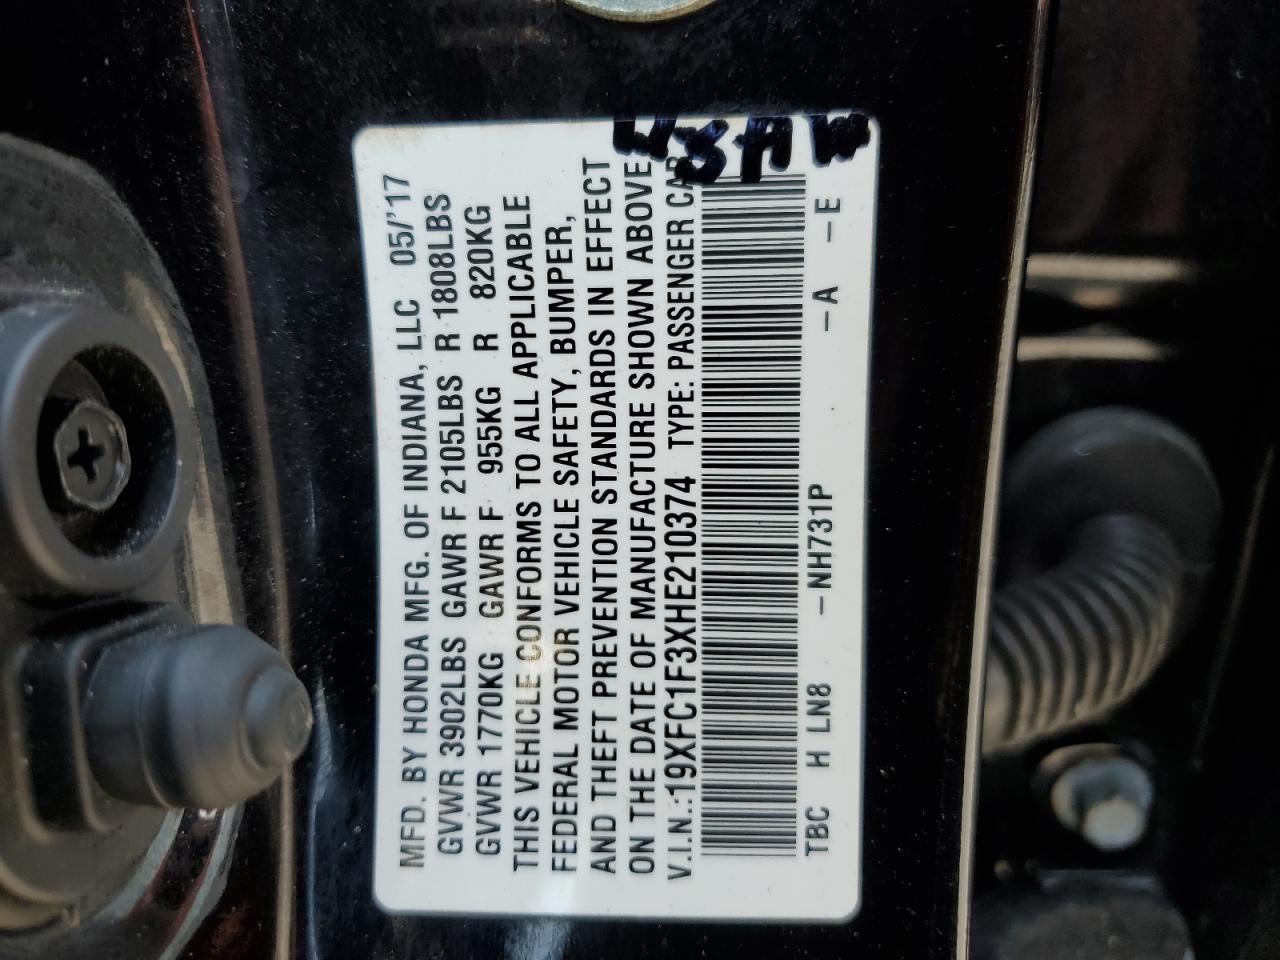 MFD. BY HONDA MFG. OF INDIANA, LLC 05/'17
GVWR 3902LBS GAWR F 2105LBS R 1808LBS
GVWR 1770KG GAWR F 955KG R 820KG
THIS VEHICLE CONFORMS TO ALL APPLICABLE
FEDERAL MOTOR VEHICLE SAFETY, BUMPER,
AND THEFT PREVENTION STANDARDS IN EFFECT
ON THE DATE OF MANUFACTURE SHOWN ABOVE
V.I.N.:19XFC1F3XHE210374 TYPE: PASSENGER CAR
TBC H LN8 -NH731P -A -E